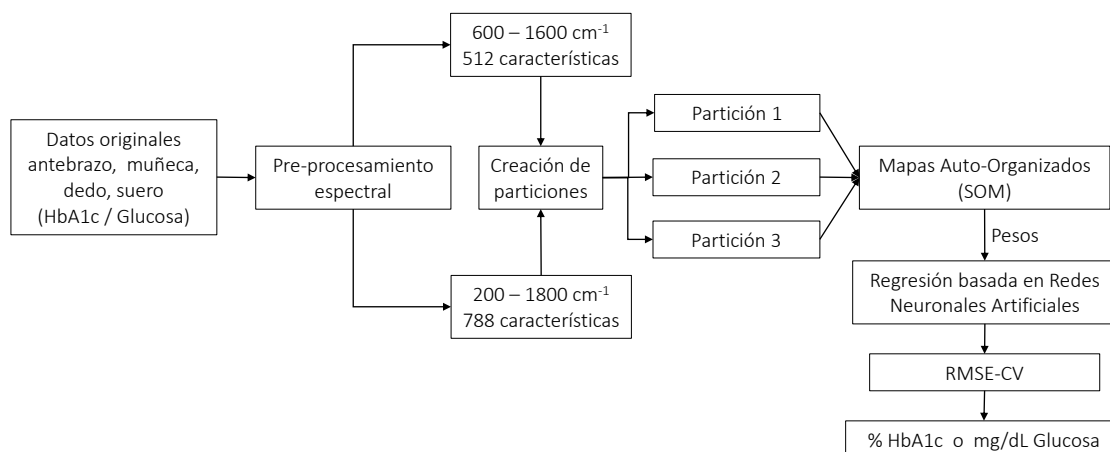 Datos originales
antebrazo, muñeca,
dedo, suero
(HbA1c / Glucosa)
Pre-procesamiento
espectral
600 – 1600 cm⁻¹
512 características
Creación de
particiones
200 – 1800 cm⁻¹
788 características
Partición 1
Partición 2
Partición 3
Mapas Auto-Organizados
(SOM)
Pesos
Regresión basada en Redes
Neuronales Artificiales
RMSE-CV
% HbA1c o mg/dL Glucosa